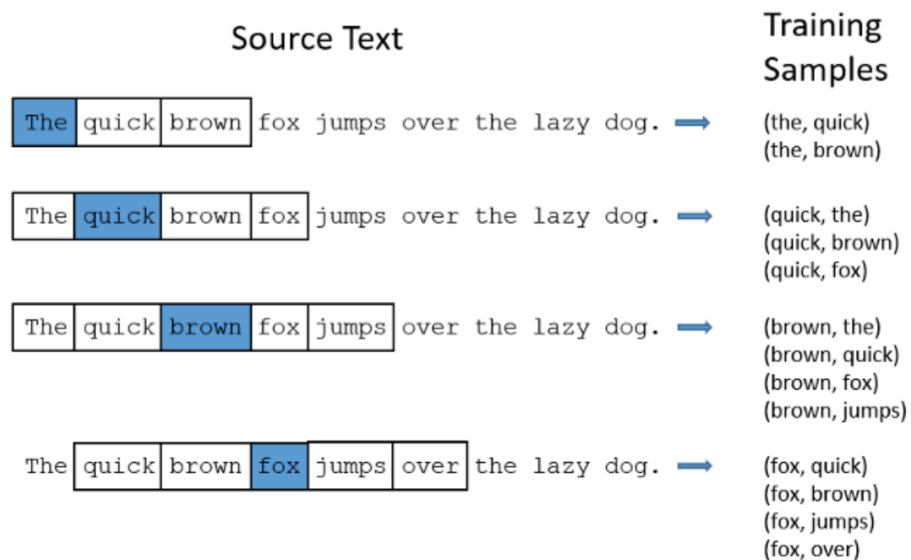 Source Text
Training
Samples
The quick brown fox jumps over the lazy dog.
(the, quick)
(the, brown)
The quick brown fox jumps over the lazy dog.
(quick, the)
(quick, brown)
(quick, fox)
The quick brown fox jumps over the lazy dog.
(brown, the)
(brown, quick)
(brown, fox)
(brown, jumps)
The quick brown fox jumps over the lazy dog.
(fox, quick)
(fox, brown)
(fox, jumps)
(fox, over)